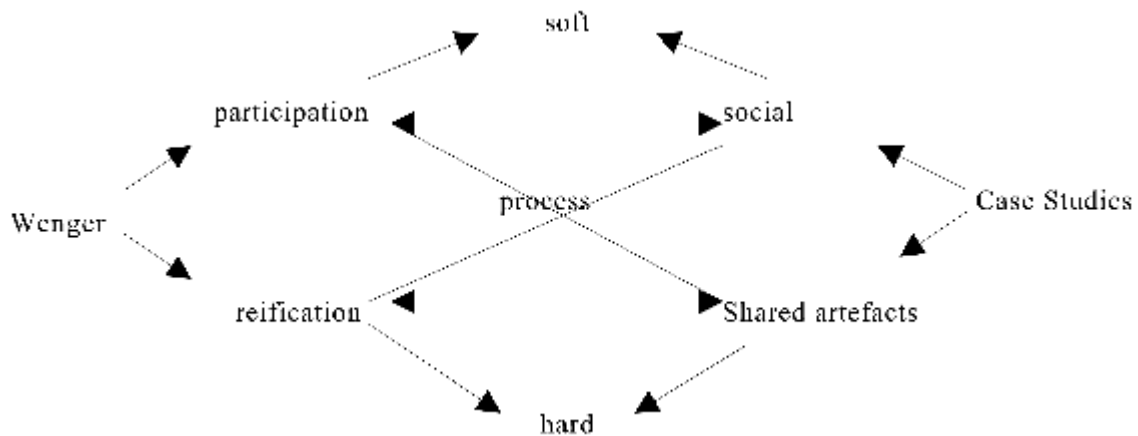 soft
participation
social
process
Case Studies
Wenger
reification
Shared artefacts
hard